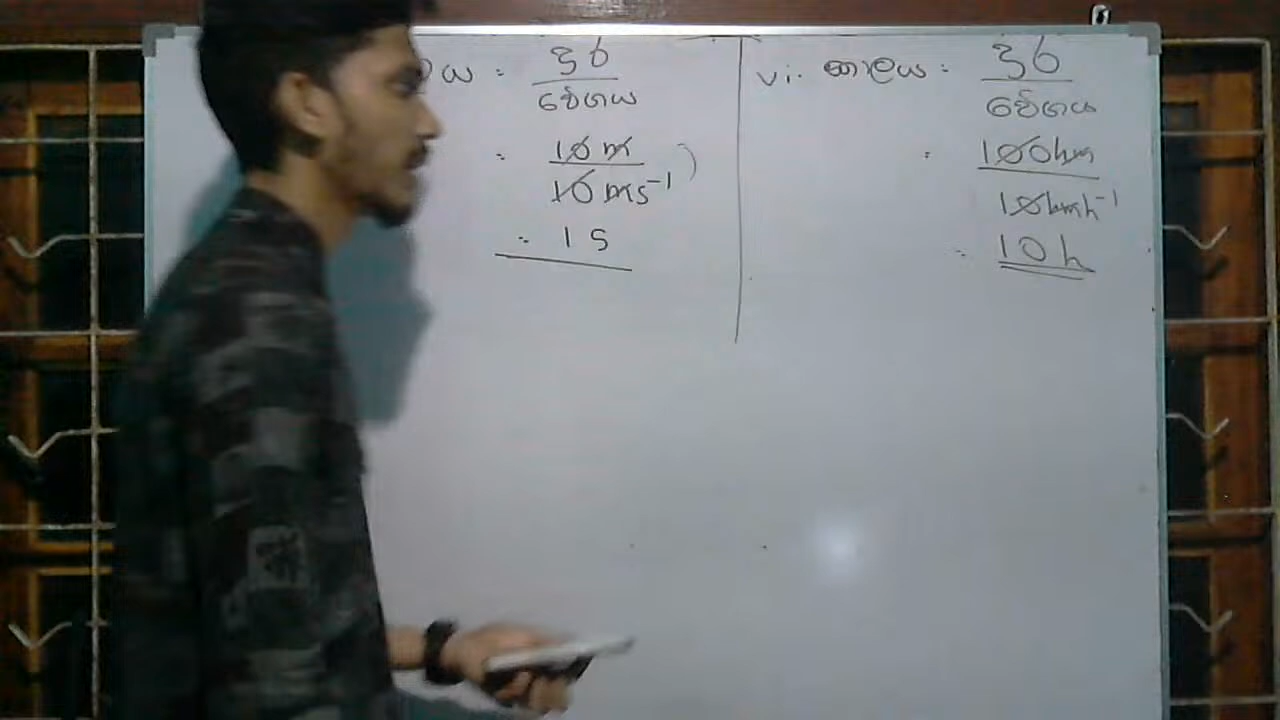 ය = දුර
වේගය
= 10 m
10 ms⁻¹
= 1 s
vi. කාලය = දුර
වේගය
= 100km
10kmh⁻¹
= 10 h